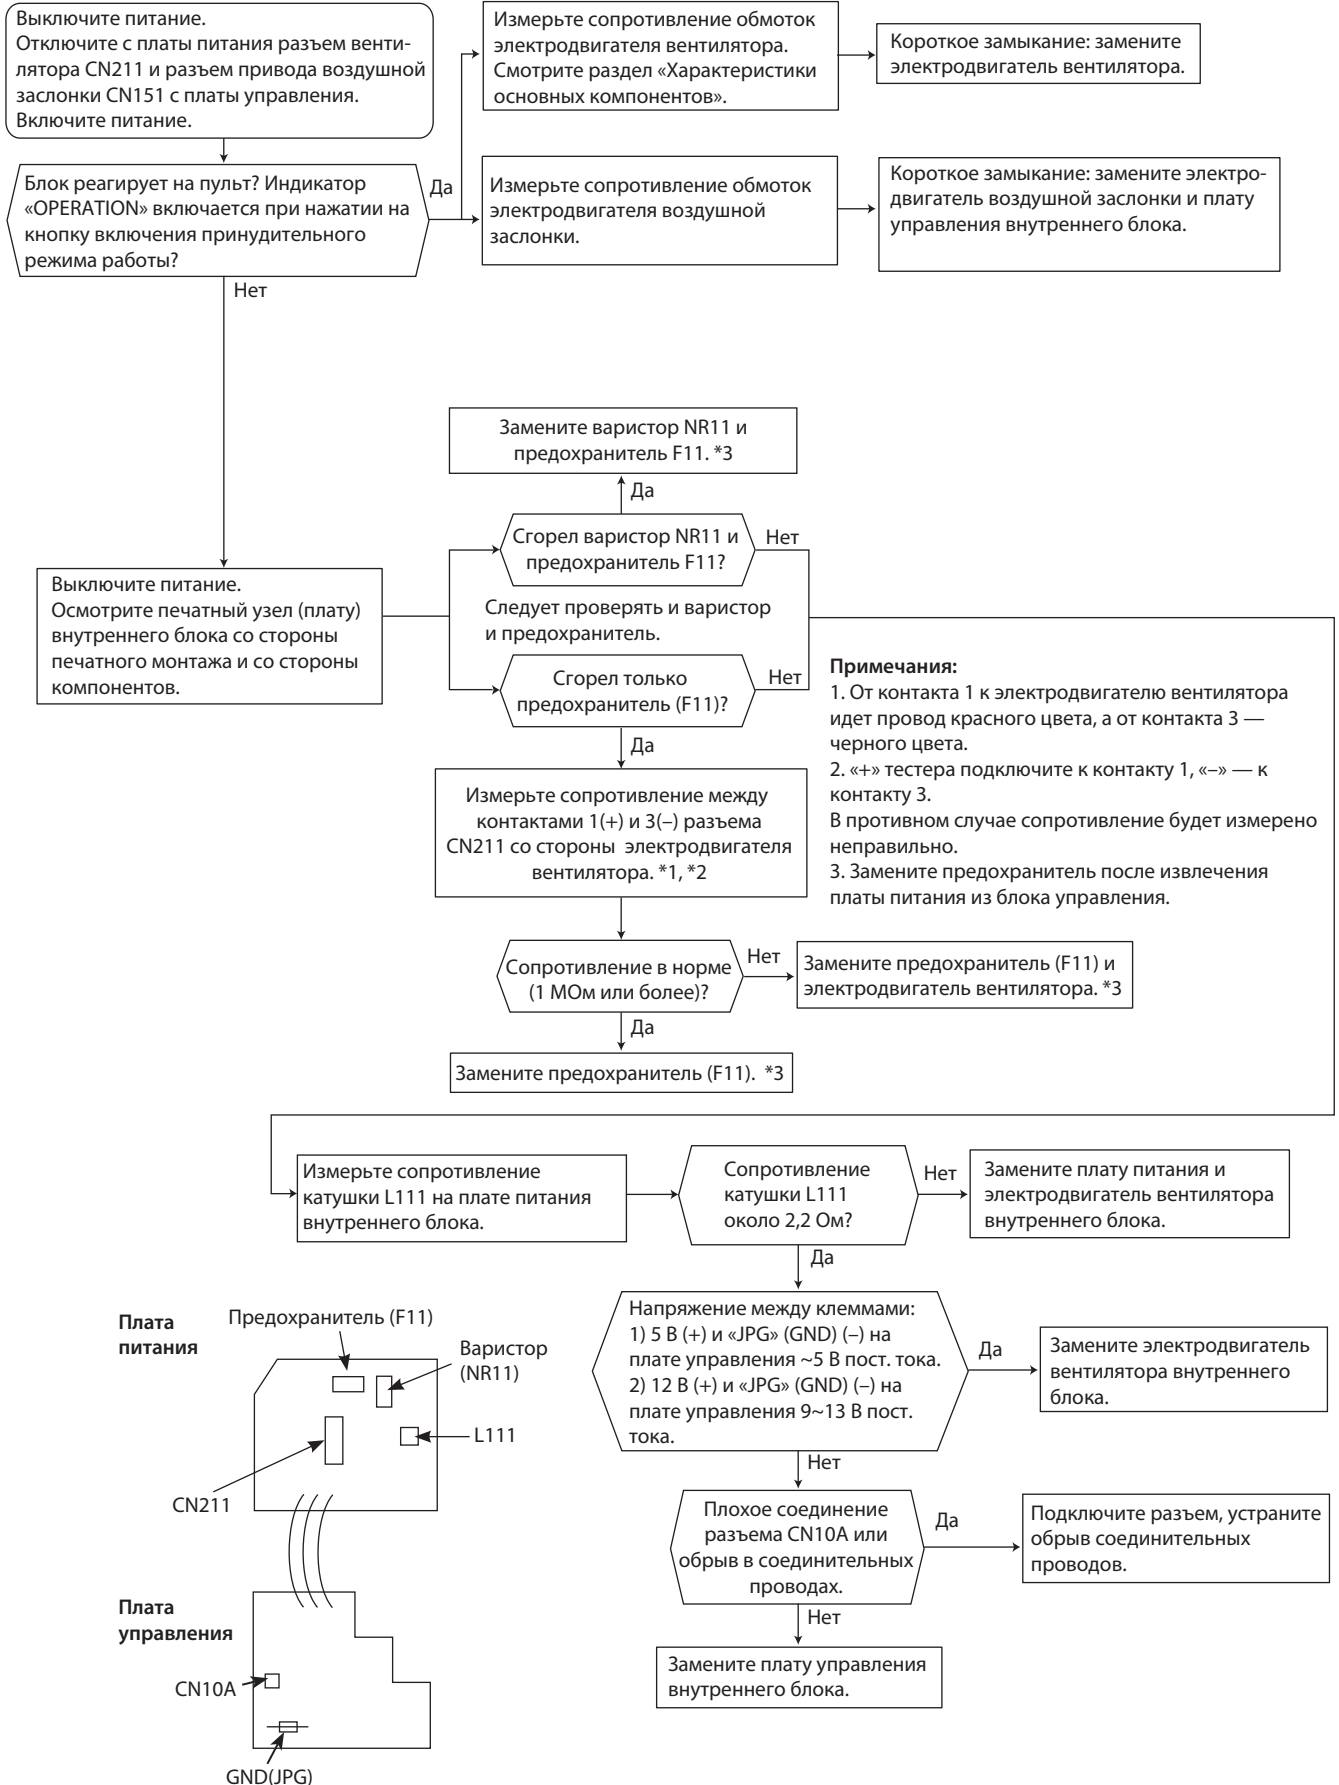 Выключите питание.
Отключите с платы питания разъем венти-
лятора CN211 и разъем привода воздушной
заслонки CN151 с платы управления.
Включите питание.
Измерьте сопротивление обмоток
электродвигателя вентилятора.
Смотрите раздел «Характеристики
основных компонентов».
Короткое замыкание: замените
электродвигатель вентилятора.
Блок реагирует на пульт? Индикатор
«OPERATION» включается при нажатии на
кнопку включения принудительного
режима работы?
Да
Измерьте сопротивление обмоток
электродвигателя воздушной
заслонки.
Короткое замыкание: замените электро-
двигатель воздушной заслонки и плату
управления внутреннего блока.
Нет
Замените варистор NR11 и
предохранитель F11. *3
Да
Сгорел варистор NR11 и
предохранитель F11?
Нет
Выключите питание.
Осмотрите печатный узел (плату)
внутреннего блока со стороны
печатного монтажа и со стороны
компонентов.
Следует проверять и варистор
и предохранитель.
Сгорел только
предохранитель (F11)?
Нет
Да
Примечания:
1. От контакта 1 к электродвигателю вентилятора
идет провод красного цвета, а от контакта 3 —
черного цвета.
2. «+» тестера подключите к контакту 1, «–» — к
контакту 3.
В противном случае сопротивление будет измерено
неправильно.
3. Замените предохранитель после извлечения
платы питания из блока управления.
Измерьте сопротивление между
контактами 1(+) и 3(–) разъема
CN211 со стороны электродвигателя
вентилятора. *1, *2
Сопротивление в норме
(1 МОм или более)?
Нет
Замените предохранитель (F11) и
электродвигатель вентилятора. *3
Да
Замените предохранитель (F11). *3
Измерьте сопротивление
катушки L111 на плате питания
внутреннего блока.
Сопротивление
катушки L111
около 2,2 Ом?
Нет
Замените плату питания и
электродвигатель вентилятора
внутреннего блока.
Да
Напряжение между клеммами:
1) 5 В (+) и «JPG» (GND) (–) на
плате управления ~5 В пост. тока.
2) 12 В (+) и «JPG» (GND) (–) на
плате управления 9~13 В пост.
тока.
Да
Замените электродвигатель
вентилятора внутреннего
блока.
Нет
Плохое соединение
разъема CN10A или
обрыв в соединительных
проводах.
Да
Подключите разъем, устраните
обрыв соединительных
проводов.
Нет
Замените плату управления
внутреннего блока.
Плата
питания
Предохранитель (F11)
Варистор
(NR11)
L111
CN211
Плата
управления
CN10A
GND(JPG)